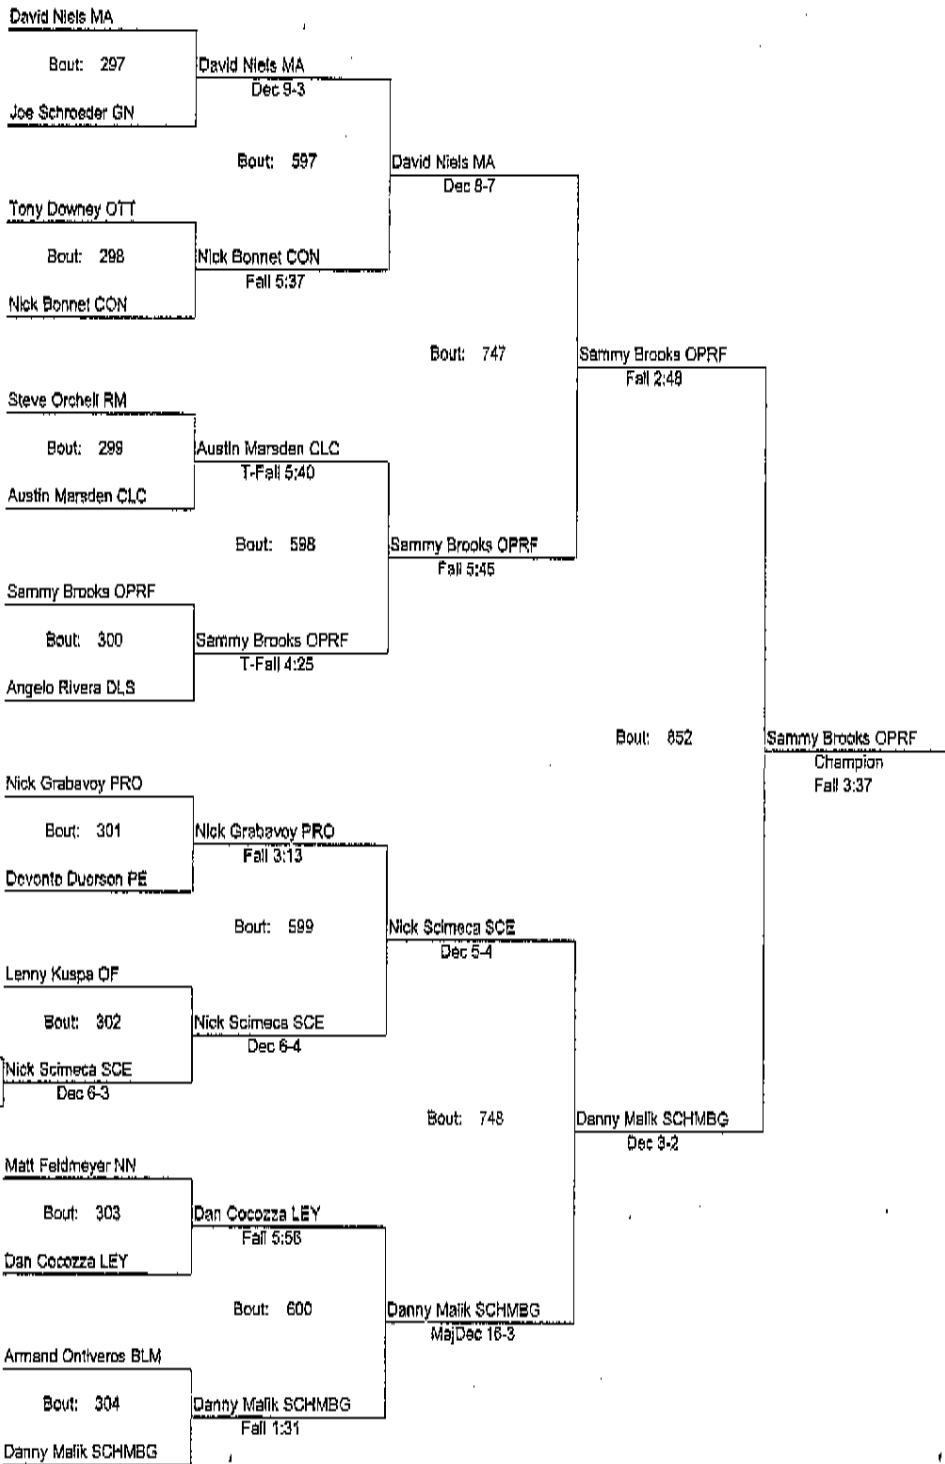 David Niels MA
Bout: 297
David Niels MA
Dec 9-3
Joe Schroeder GN
Bout: 597
David Niels MA
Dec 8-7
Tony Downey OTT
Bout: 298
Nick Bonnet CON
Fall 5:37
Nick Bonnet CON
Bout: 747
Sammy Brooks OPRF
Fall 2:48
Steve Orchell RM
Bout: 299
Austin Marsden CLC
T-Fall 5:40
Austin Marsden CLC
Bout: 598
Sammy Brooks OPRF
Fall 5:45
Sammy Brooks OPRF
Bout: 300
Sammy Brooks OPRF
T-Fall 4:25
Angelo Rivera DLS
Bout: 852
Sammy Brooks OPRF
Champion
Fall 3:37
Nick Grabavoy PRO
Bout: 301
Nick Grabavoy PRO
Fall 3:13
Devonte Duerson PE
Bout: 599
Nick Scimeca SCE
Dec 5-4
Lenny Kuspa OF
Bout: 302
Nick Scimeca SCE
Dec 6-4
Nick Scimeca SCE
Dec 6-3
Bout: 748
Danny Malik SCHMBG
Dec 3-2
Matt Feldmeyer NN
Bout: 303
Dan Cocozza LEY
Fall 5:56
Dan Cocozza LEY
Bout: 600
Danny Malik SCHMBG
MajDec 16-3
Armand Ontiveros BLM
Bout: 304
Danny Malik SCHMBG
Fall 1:31
Danny Malik SCHMBG